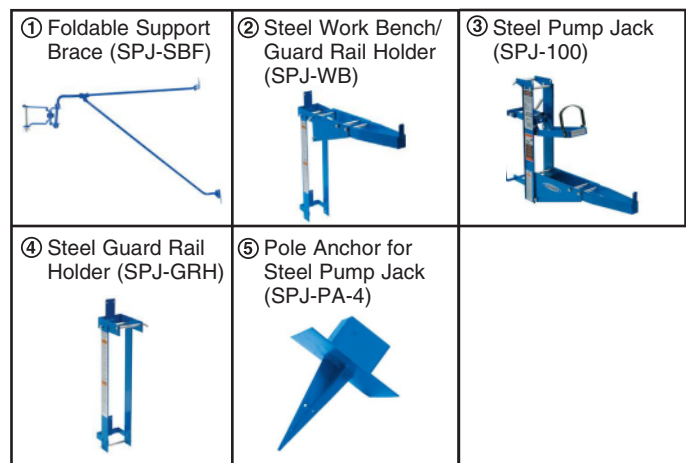 ① Foldable Support
Brace (SPJ-SBF)
② Steel Work Bench/
Guard Rail Holder
(SPJ-WB)
③ Steel Pump Jack
(SPJ-100)
④ Steel Guard Rail
Holder (SPJ-GRH)
⑤ Pole Anchor for
Steel Pump Jack
(SPJ-PA-4)